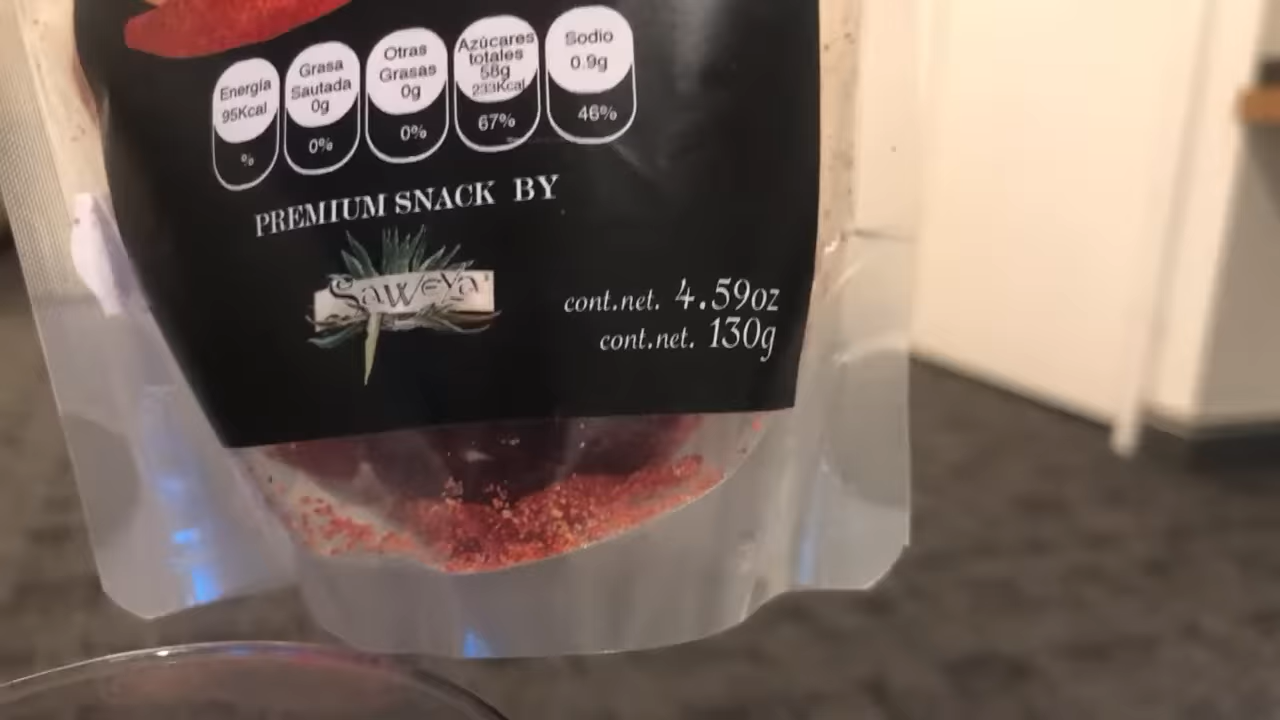 Energía
95Kcal
%
Grasa
Sautada
0g
0%
Otras
Grasas
0g
0%
Azúcares
totales
58g
233Kcal
67%
Sodio
0.9g
46%
PREMIUM SNACK BY
Saweya
cont.net. 4.59oz
cont.net. 130g